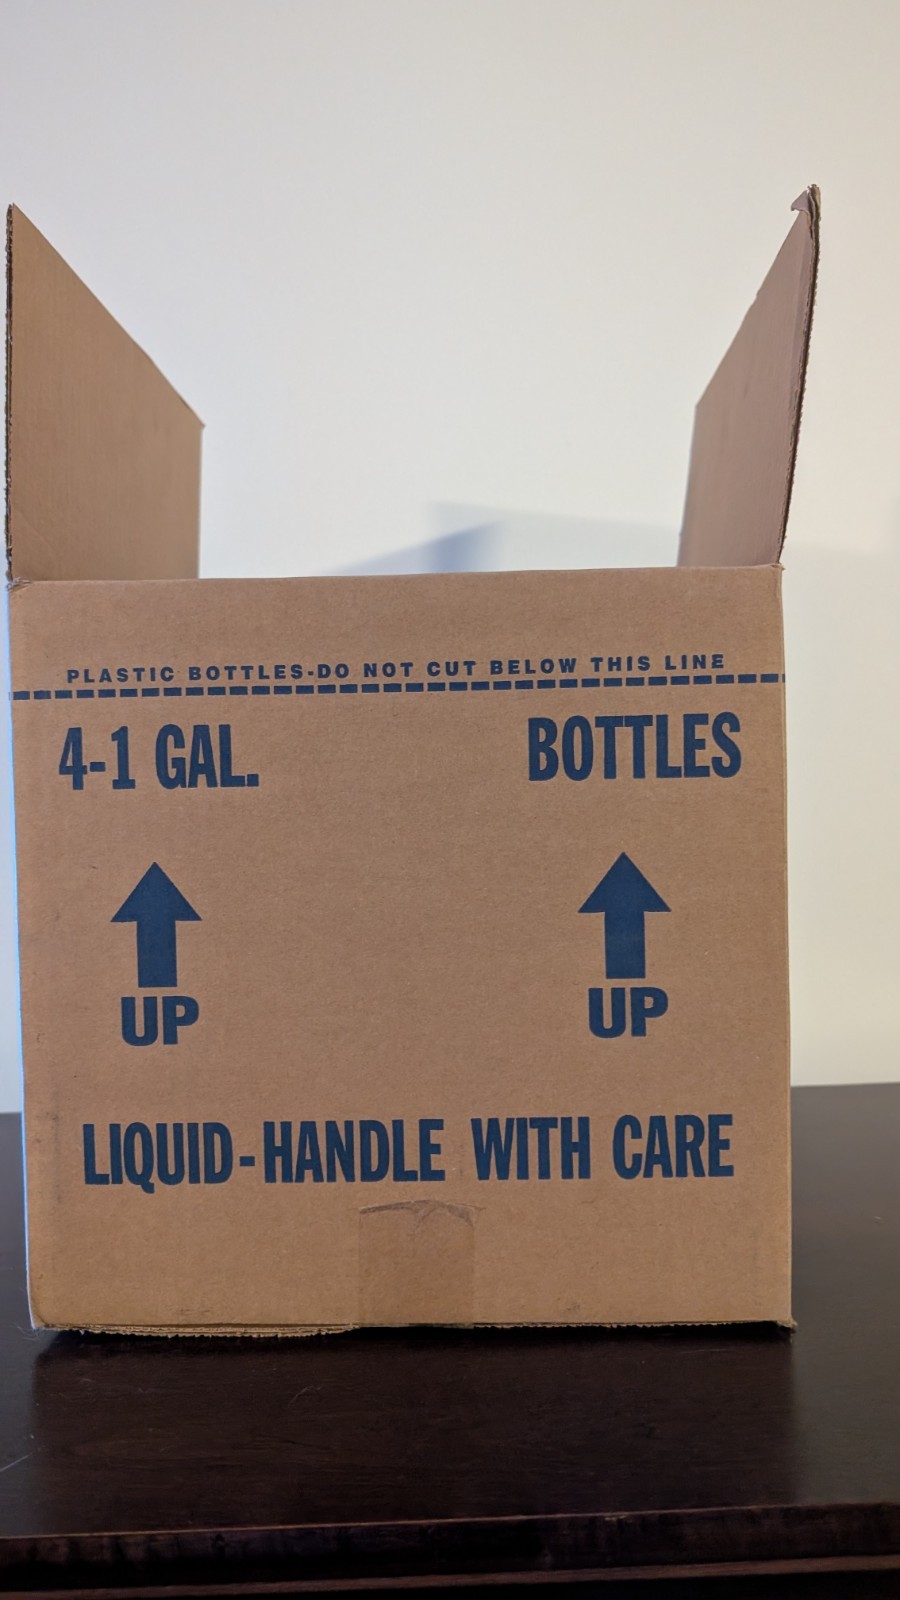 PLASTIC BOTTLES-DO NOT CUT BELOW THIS LINE
4-1 GAL. BOTTLES
UP UP
LIQUID-HANDLE WITH CARE